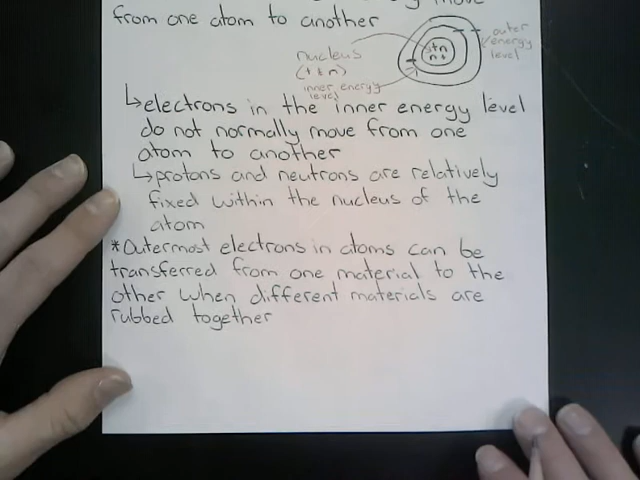 move
from one atom to another
outer
energy
level
nucleus
(+ & n)
+n
n+
inner energy
level
↳electrons in the inner energy level
do not normally move from one
atom to another
↳protons and neutrons are relatively
fixed within the nucleus of the
atom
*Outermost electrons in atoms can be
transferred from one material to the
other when different materials are
rubbed together